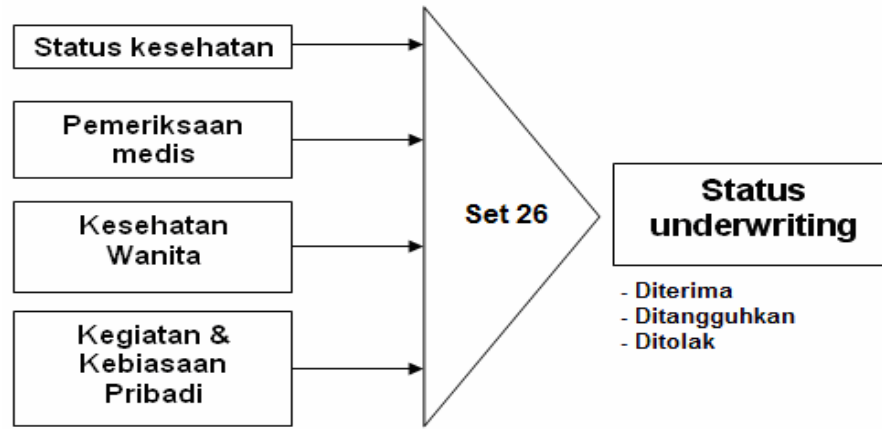 Status kesehatan
Pemeriksaan
medis
Kesehatan
Wanita
Kegiatan &
Kebiasaan
Pribadi
Set 26
Status
underwriting
- Diterima
- Ditangguhkan
- Ditolak